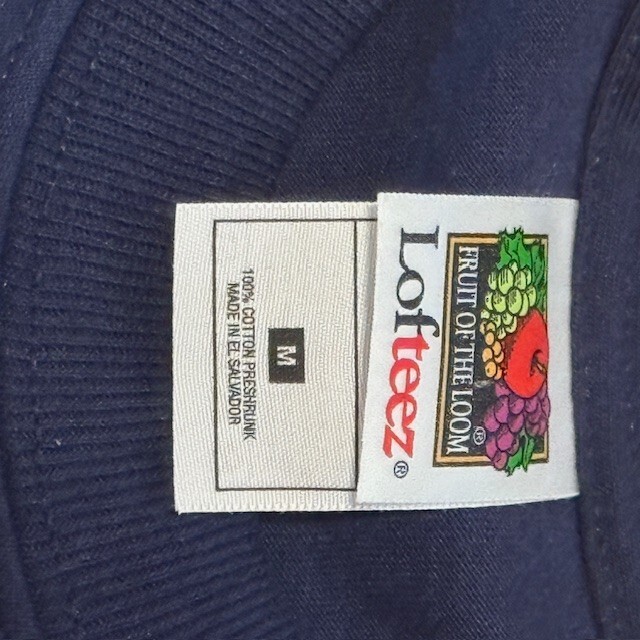 FRUIT OF THE LOOM®
Lofteez®
M
100% COTTON PRESHRUNK
MADE IN EL SALVADOR